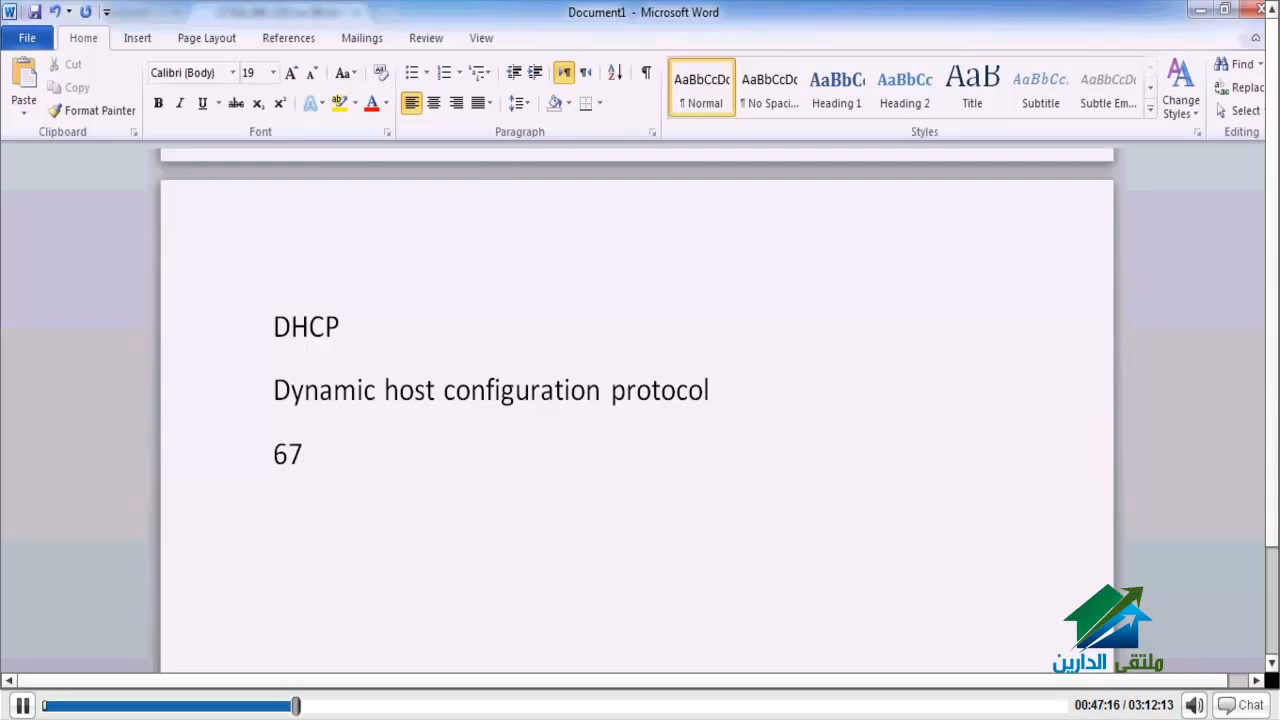 Document1 - Microsoft Word
File Home Insert Page Layout References Mailings Review View
Calibri (Body) 19
Cut
Copy
Paste
Format Painter
AaBbCcDc AaBbCcDc AaBbC AaBbCc AaB AaBbCc. AaBbCcDc
¶ Normal ¶ No Spaci... Heading 1 Heading 2 Title Subtitle Subtle Em...
Change Styles
Find
Replac
Select
Clipboard Font Paragraph Styles Editing
DHCP
Dynamic host configuration protocol
67
ملتقى الدارين
00:47:16 / 03:12:13 Chat